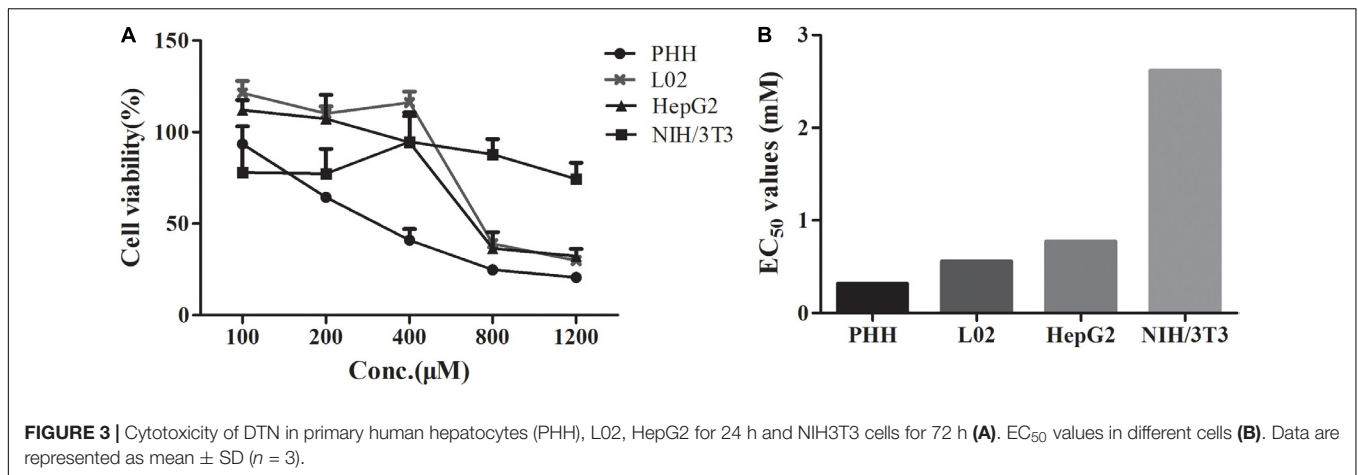 A
150
100
50
0
Cell viability(%)
100 200 400 800 1200
Conc.(μM)
PHH
L02
HepG2
NIH/3T3
B
3
2
1
0
EC50 values (mM)
PHH L02 HepG2 NIH/3T3
FIGURE 3 | Cytotoxicity of DTN in primary human hepatocytes (PHH), L02, HepG2 for 24 h and NIH3T3 cells for 72 h (A). EC50 values in different cells (B). Data are
represented as mean ± SD (n = 3).